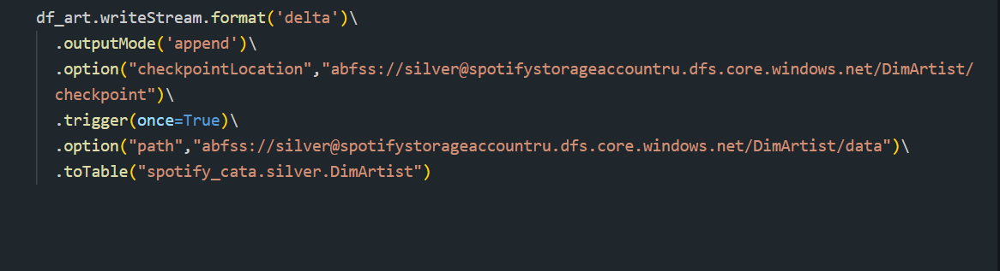 df_art.writeStream.format('delta')\
.outputMode('append')\
.option("checkpointLocation","abfss://silver@spotifystorageaccountru.dfs.core.windows.net/DimArtist/
checkpoint")\
.trigger(once=True)\
.option("path","abfss://silver@spotifystorageaccountru.dfs.core.windows.net/DimArtist/data")\
.toTable("spotify_cata.silver.DimArtist")